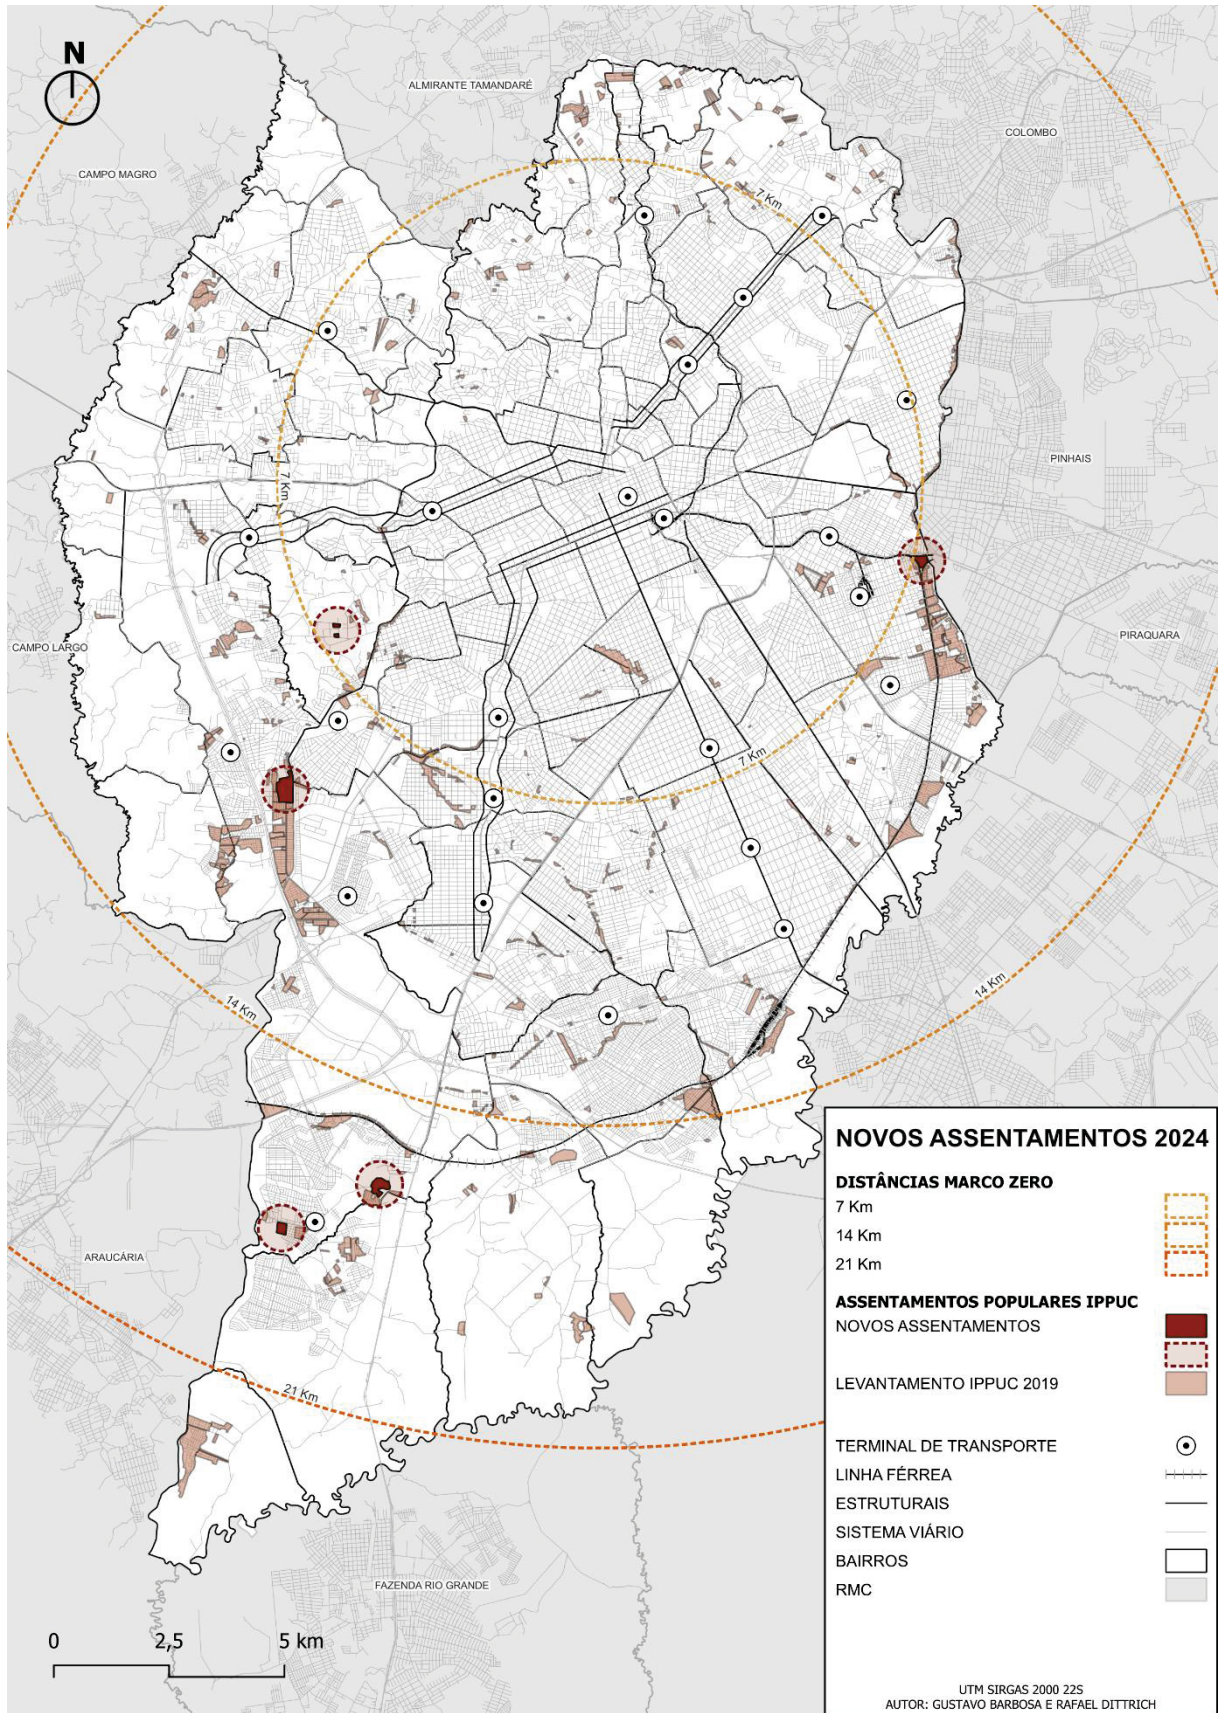 N
ALMIRANTE TAMANDARÉ
COLOMBO
CAMPO MAGRO
7 Km
PINHAIS
7 Km
PIRAQUARA
CAMPO LARGO
7 Km
14 Km
14 Km
ARAUCÁRIA
21 Km
FAZENDA RIO GRANDE
0 2,5 5 km
NOVOS ASSENTAMENTOS 2024
DISTÂNCIAS MARCO ZERO
7 Km
14 Km
21 Km
ASSENTAMENTOS POPULARES IPPUC
NOVOS ASSENTAMENTOS
LEVANTAMENTO IPPUC 2019
TERMINAL DE TRANSPORTE
LINHA FÉRREA
ESTRUTURAIS
SISTEMA VIÁRIO
BAIRROS
RMC
UTM SIRGAS 2000 22S
AUTOR: GUSTAVO BARBOSA E RAFAEL DITTRICH